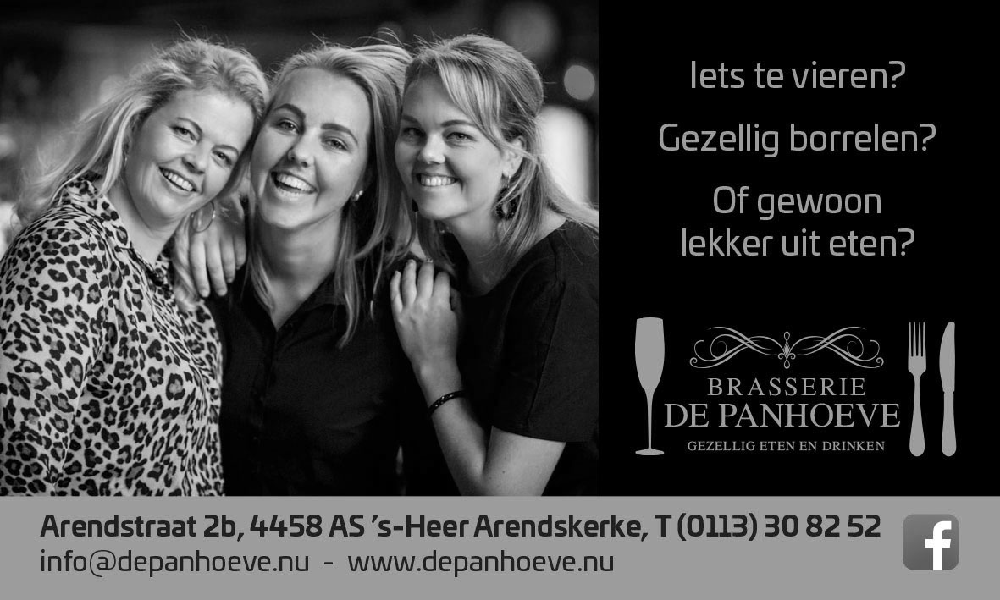 Iets te vieren?
Gezellig borrelen?
Of gewoon
lekker uit eten?
BRASSERIE
DE PANHOEVE
GEZELLIG ETEN EN DRINKEN
Arendstraat 2b, 4458 AS ’s-Heer Arendskerke, T (0113) 30 82 52
info@depanhoeve.nu - www.depanhoeve.nu
f